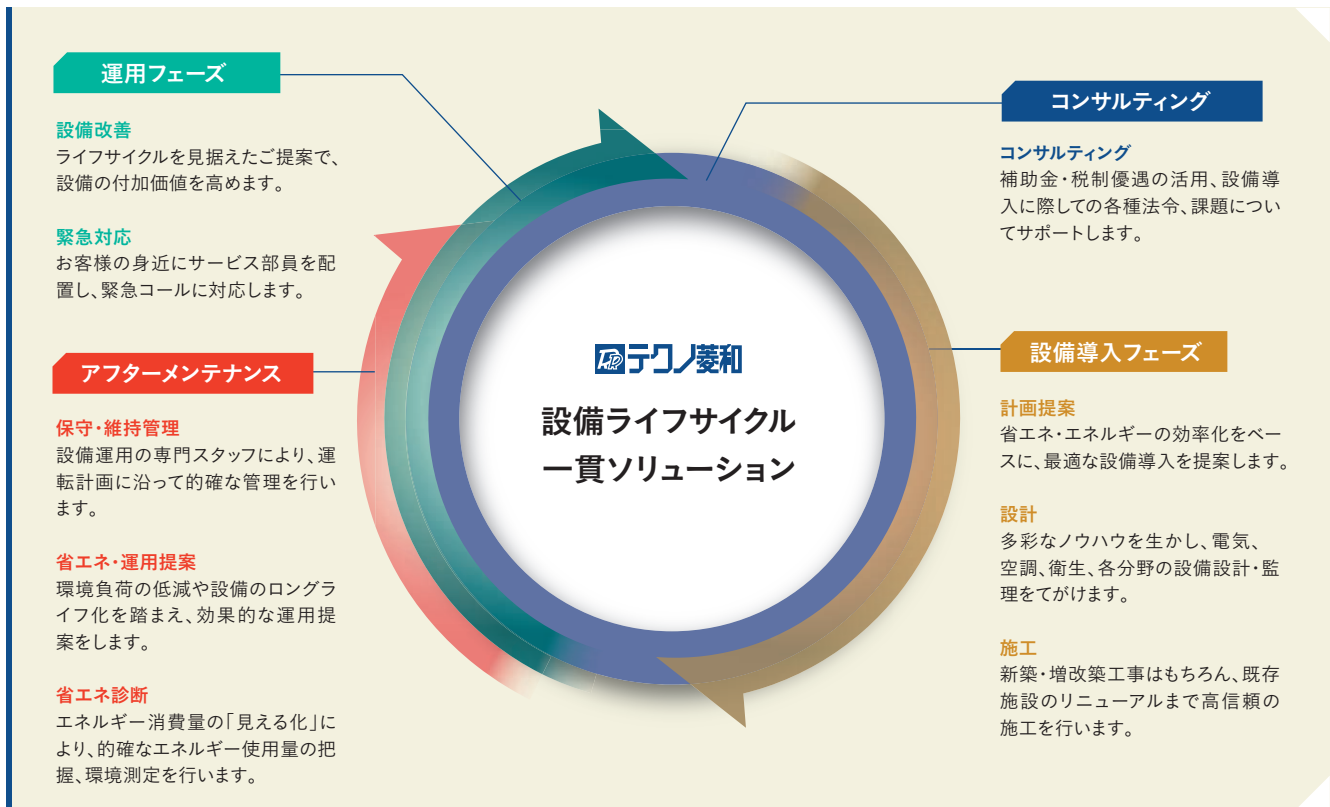 運用フェーズ
設備改善
ライフサイクルを見据えたご提案で、
設備の付加価値を高めます。
緊急対応
お客様の身近にサービス部員を配
置し、緊急コールに対応します。
アフターメンテナンス
保守・維持管理
設備運用の専門スタッフにより、運
転計画に沿って的確な管理を行い
ます。
省エネ・運用提案
環境負荷の低減や設備のロングラ
イフ化を踏まえ、効果的な運用提
案をします。
省エネ診断
エネルギー消費量の「見える化」に
より、的確なエネルギー使用量の把
握、環境測定を行います。
テクノ菱和
設備ライフサイクル
一貫ソリューション
コンサルティング
コンサルティング
補助金・税制優遇の活用、設備導
入に際しての各種法令、課題につい
てサポートします。
設備導入フェーズ
計画提案
省エネ・エネルギーの効率化をベー
スに、最適な設備導入を提案します。
設計
多彩なノウハウを生かし、電気、
空調、衛生、各分野の設備設計・監
理をてがけます。
施工
新築・増改築工事はもちろん、既存
施設のリニューアルまで高信頼の
施工を行います。